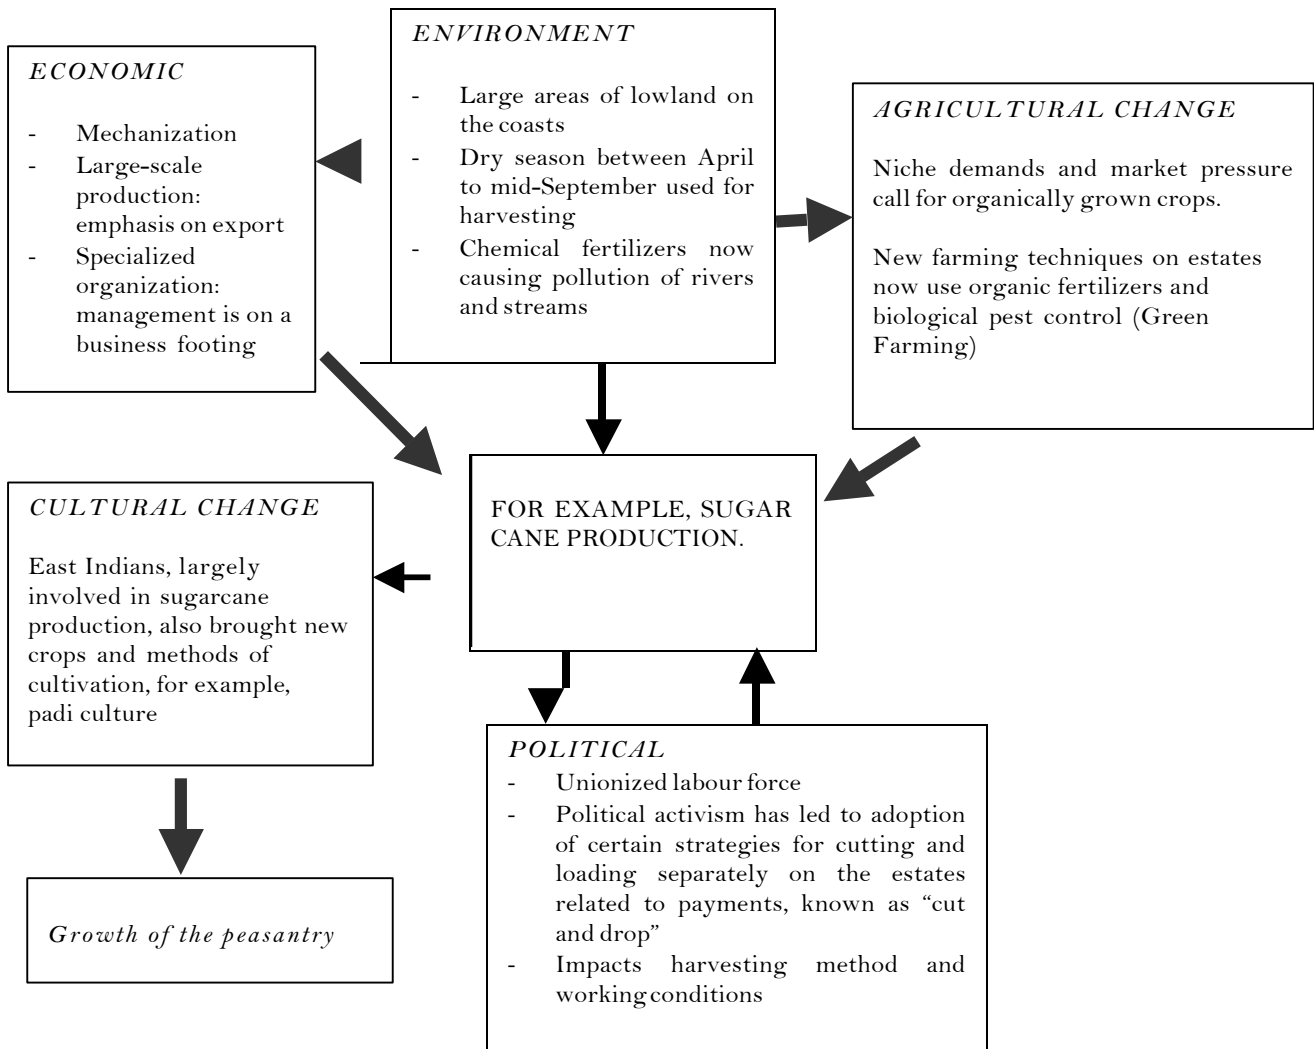 ECONOMIC
- Mechanization
- Large-scale
production:
emphasis on export
- Specialized
organization:
management is on a
business footing
ENVIRONMENT
- Large areas of lowland on
the coasts
- Dry season between April
to mid-September used for
harvesting
- Chemical fertilizers now
causing pollution of rivers
and streams
AGRICULTURAL CHANGE
Niche demands and market pressure
call for organically grown crops.
New farming techniques on estates
now use organic fertilizers and
biological pest control (Green
Farming)
FOR EXAMPLE, SUGAR
CANE PRODUCTION.
CULTURAL CHANGE
East Indians, largely
involved in sugarcane
production, also brought new
crops and methods of
cultivation, for example,
padi culture
Growth of the peasantry
POLITICAL
- Unionized labour force
- Political activism has led to adoption
of certain strategies for cutting and
loading separately on the estates
related to payments, known as “cut
and drop”
- Impacts harvesting method and
working conditions